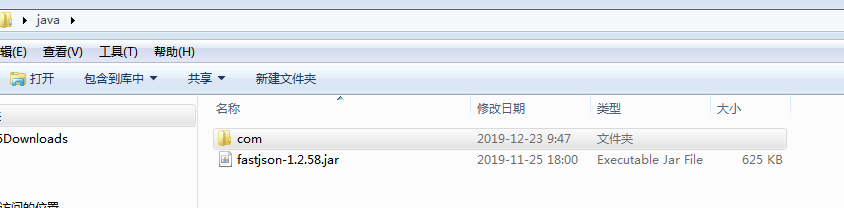 java
辑(E) 查看(V) 工具(T) 帮助(H)
打开 包含到库中 共享 新建文件夹
名称 修改日期 类型 大小
com 2019-12-23 9:47 文件夹
Downloads
fastjson-1.2.58.jar 2019-11-25 18:00 Executable Jar File 625 KB
访问的位置